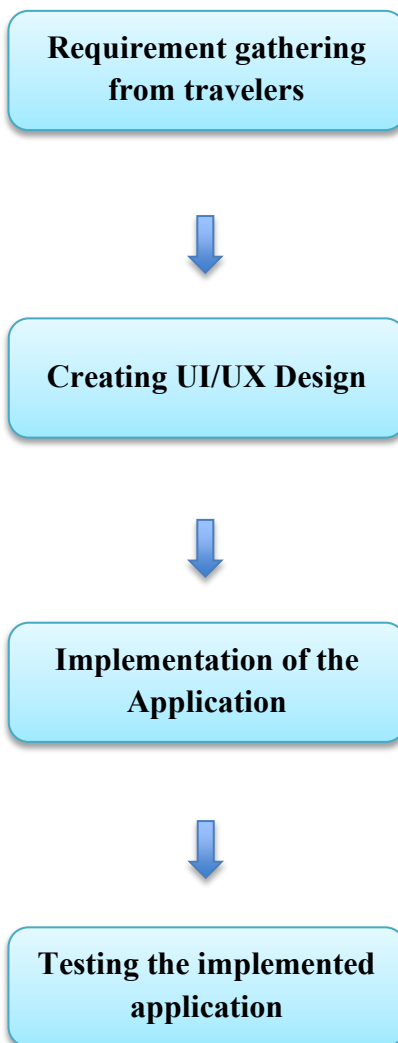 Requirement gathering
from travelers
Creating UI/UX Design
Implementation of the
Application
Testing the implemented
application